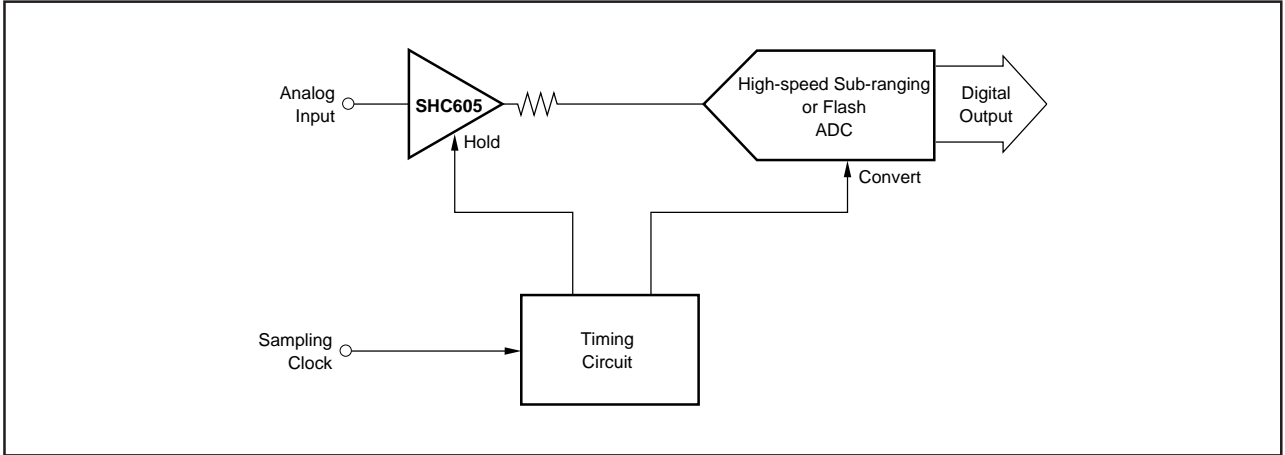 Analog
Input
SHC605
Hold
High-speed Sub-ranging
or Flash
ADC
Digital
Output
Convert
Sampling
Clock
Timing
Circuit